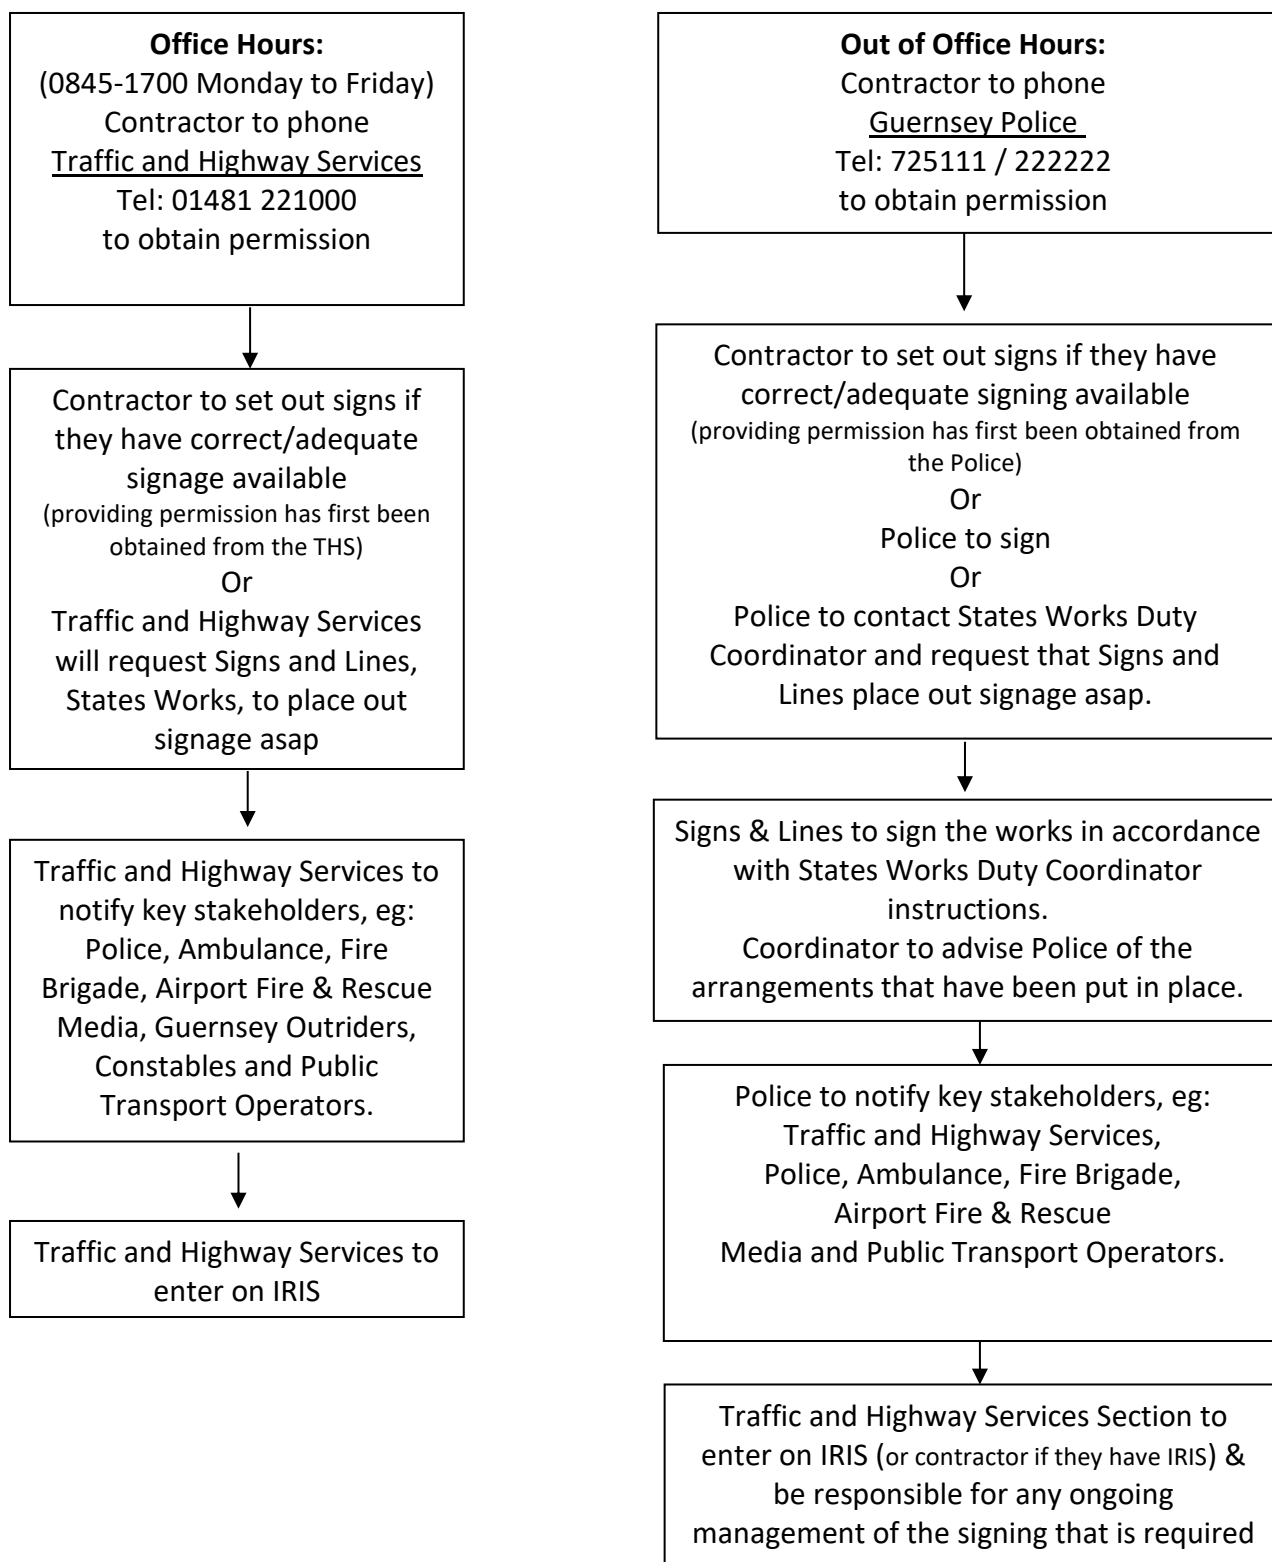 Office Hours:
(0845-1700 Monday to Friday)
Contractor to phone
Traffic and Highway Services
Tel: 01481 221000
to obtain permission
Contractor to set out signs if
they have correct/adequate
signage available
(providing permission has first been
obtained from the THS)
Or
Traffic and Highway Services
will request Signs and Lines,
States Works, to place out
signage asap
Traffic and Highway Services to
notify key stakeholders, eg:
Police, Ambulance, Fire
Brigade, Airport Fire & Rescue
Media, Guernsey Outriders,
Constables and Public
Transport Operators.
Traffic and Highway Services to
enter on IRIS
Out of Office Hours:
Contractor to phone
Guernsey Police
Tel: 725111 / 222222
to obtain permission
Contractor to set out signs if they have
correct/adequate signing available
(providing permission has first been obtained from
the Police)
Or
Police to sign
Or
Police to contact States Works Duty
Coordinator and request that Signs and
Lines place out signage asap.
Signs & Lines to sign the works in accordance
with States Works Duty Coordinator
instructions.
Coordinator to advise Police of the
arrangements that have been put in place.
Police to notify key stakeholders, eg:
Traffic and Highway Services,
Police, Ambulance, Fire Brigade,
Airport Fire & Rescue
Media and Public Transport Operators.
Traffic and Highway Services Section to
enter on IRIS (or contractor if they have IRIS) &
be responsible for any ongoing
management of the signing that is required